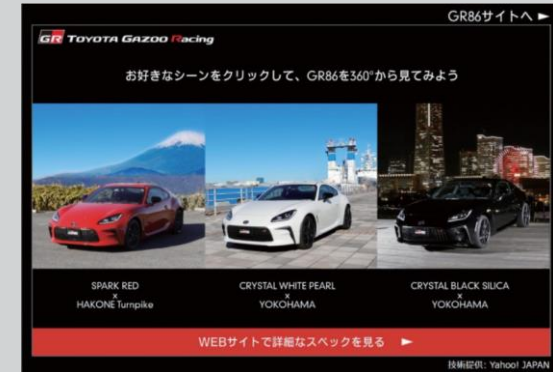 GR86サイトへ ►
GR TOYOTA GAZOO Racing
お好きなシーンをクリックして、GR86を360°から見てみよう
SPARK RED
x
HAKONE Turnpike
CRYSTAL WHITE PEARL
x
YOKOHAMA
CRYSTAL BLACK SILICA
x
YOKOHAMA
WEBサイトで詳細なスペックを見る ►
技術提供: Yahoo! JAPAN